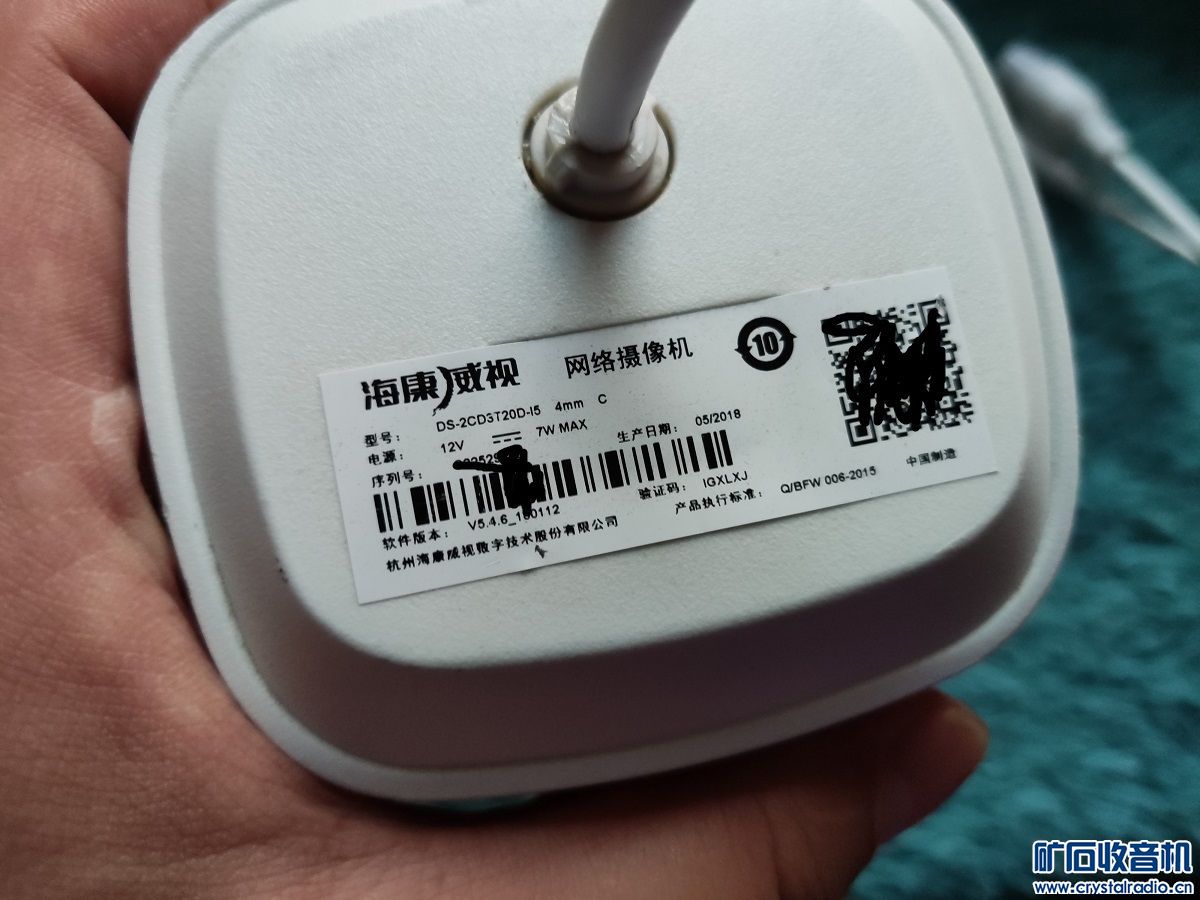 海康威视 网络摄像机 10
型号： DS-2CD3T20D-I5 4mm C
电源： 12V 7W MAX 生产日期： 05/2018
序列号：
验证码： IGXLXJ
软件版本： V5.4.6_160112 产品执行标准： Q/BFW 006-2015 中国制造
杭州海康威视数字技术股份有限公司
矿石收音机
www.crystalradio.cn